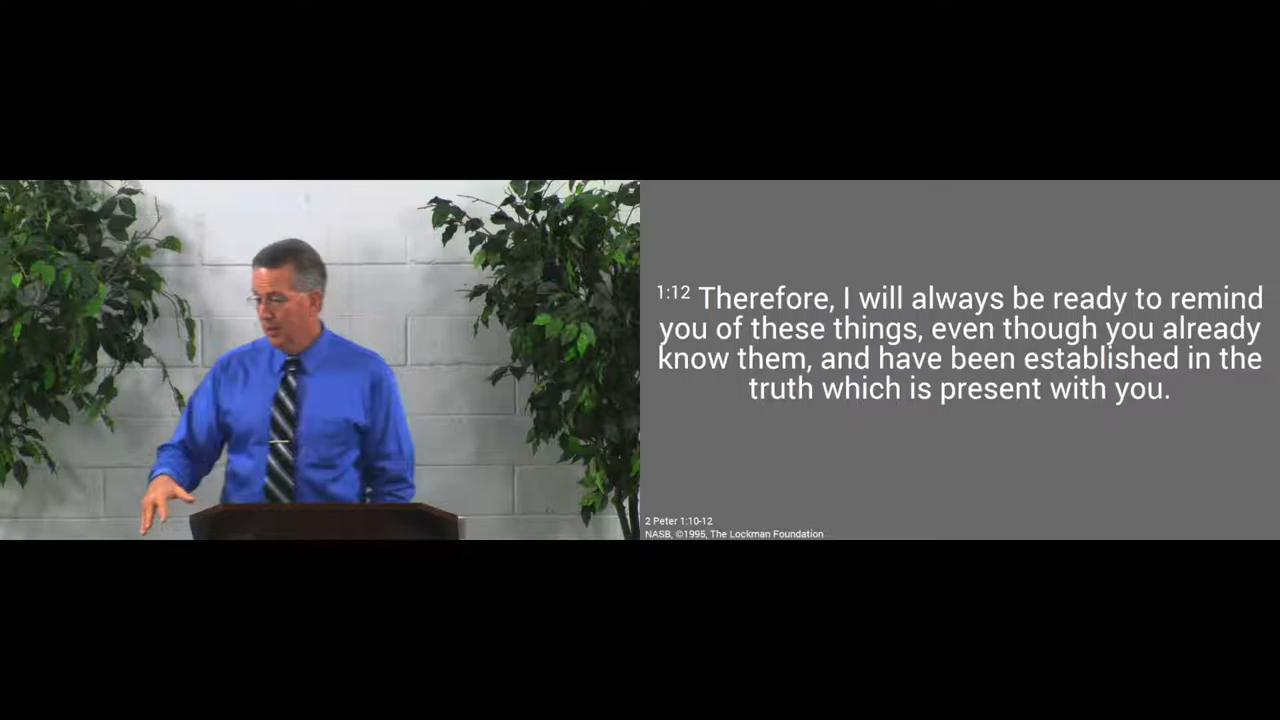 1:12 Therefore, I will always be ready to remind
you of these things, even though you already
know them, and have been established in the
truth which is present with you.
2 Peter 1:10-12
NASB, ©1995, The Lockman Foundation